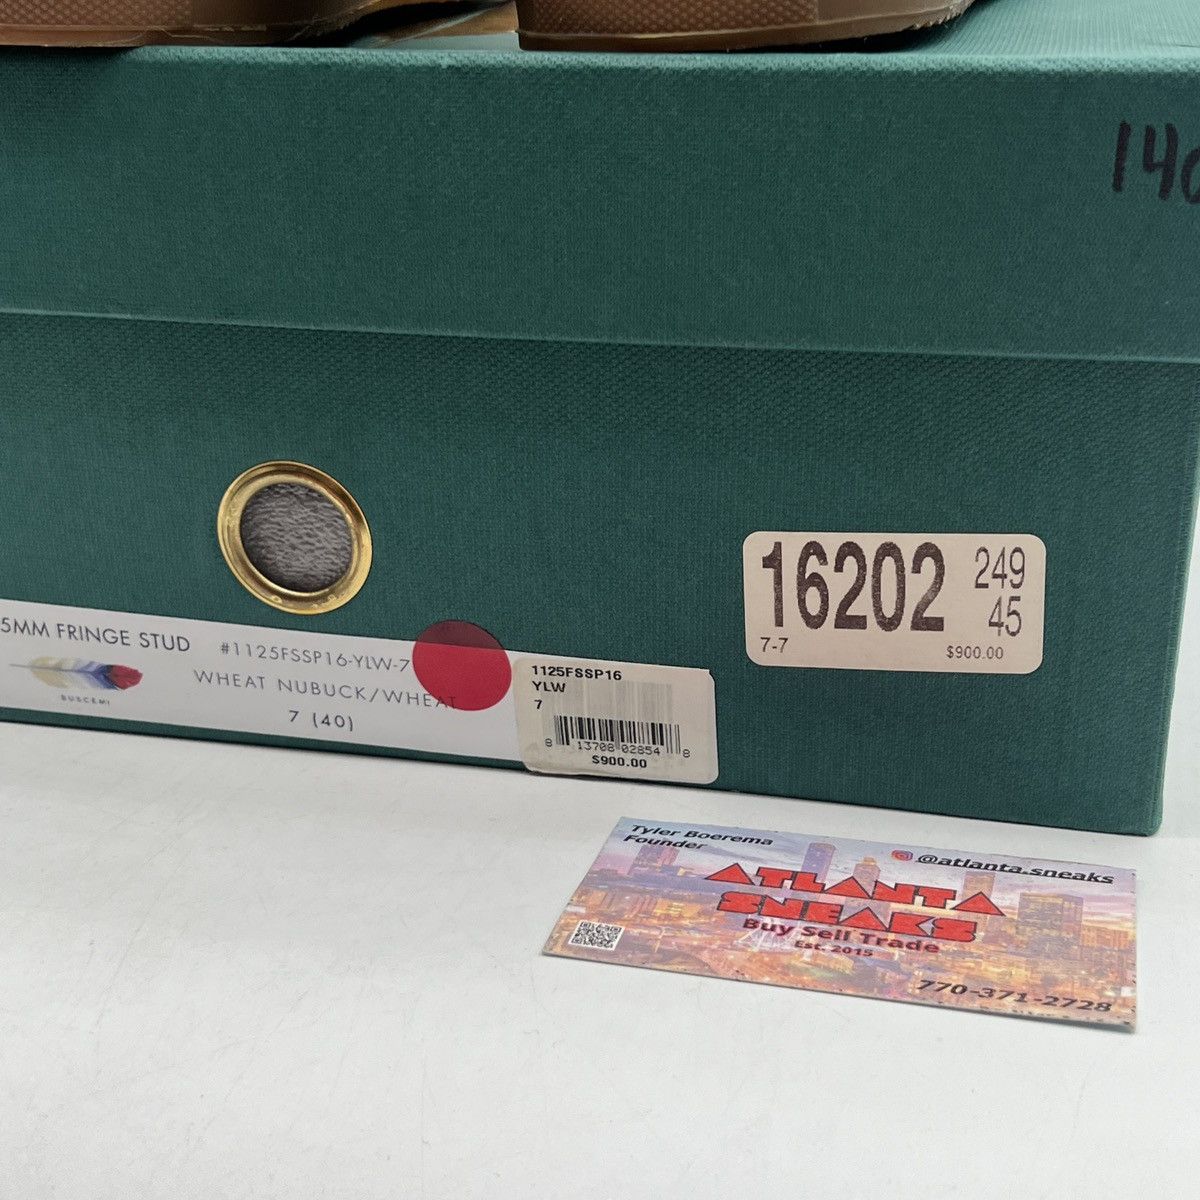 140
5MM FRINGE STUD
#1125FSSP16-YLW-7
WHEAT NUBUCK/WHEAT
7 (40)
BUSCEMI
1125FSSP16
YLW
7
8 13708 02854 8
$900.00
16202
249
45
7-7
$900.00
Tyler Boerema
Founder
@atlanta.sneaks
ATLANTA
SNEAKS
Buy Sell Trade
Est. 2015
770-371-2728